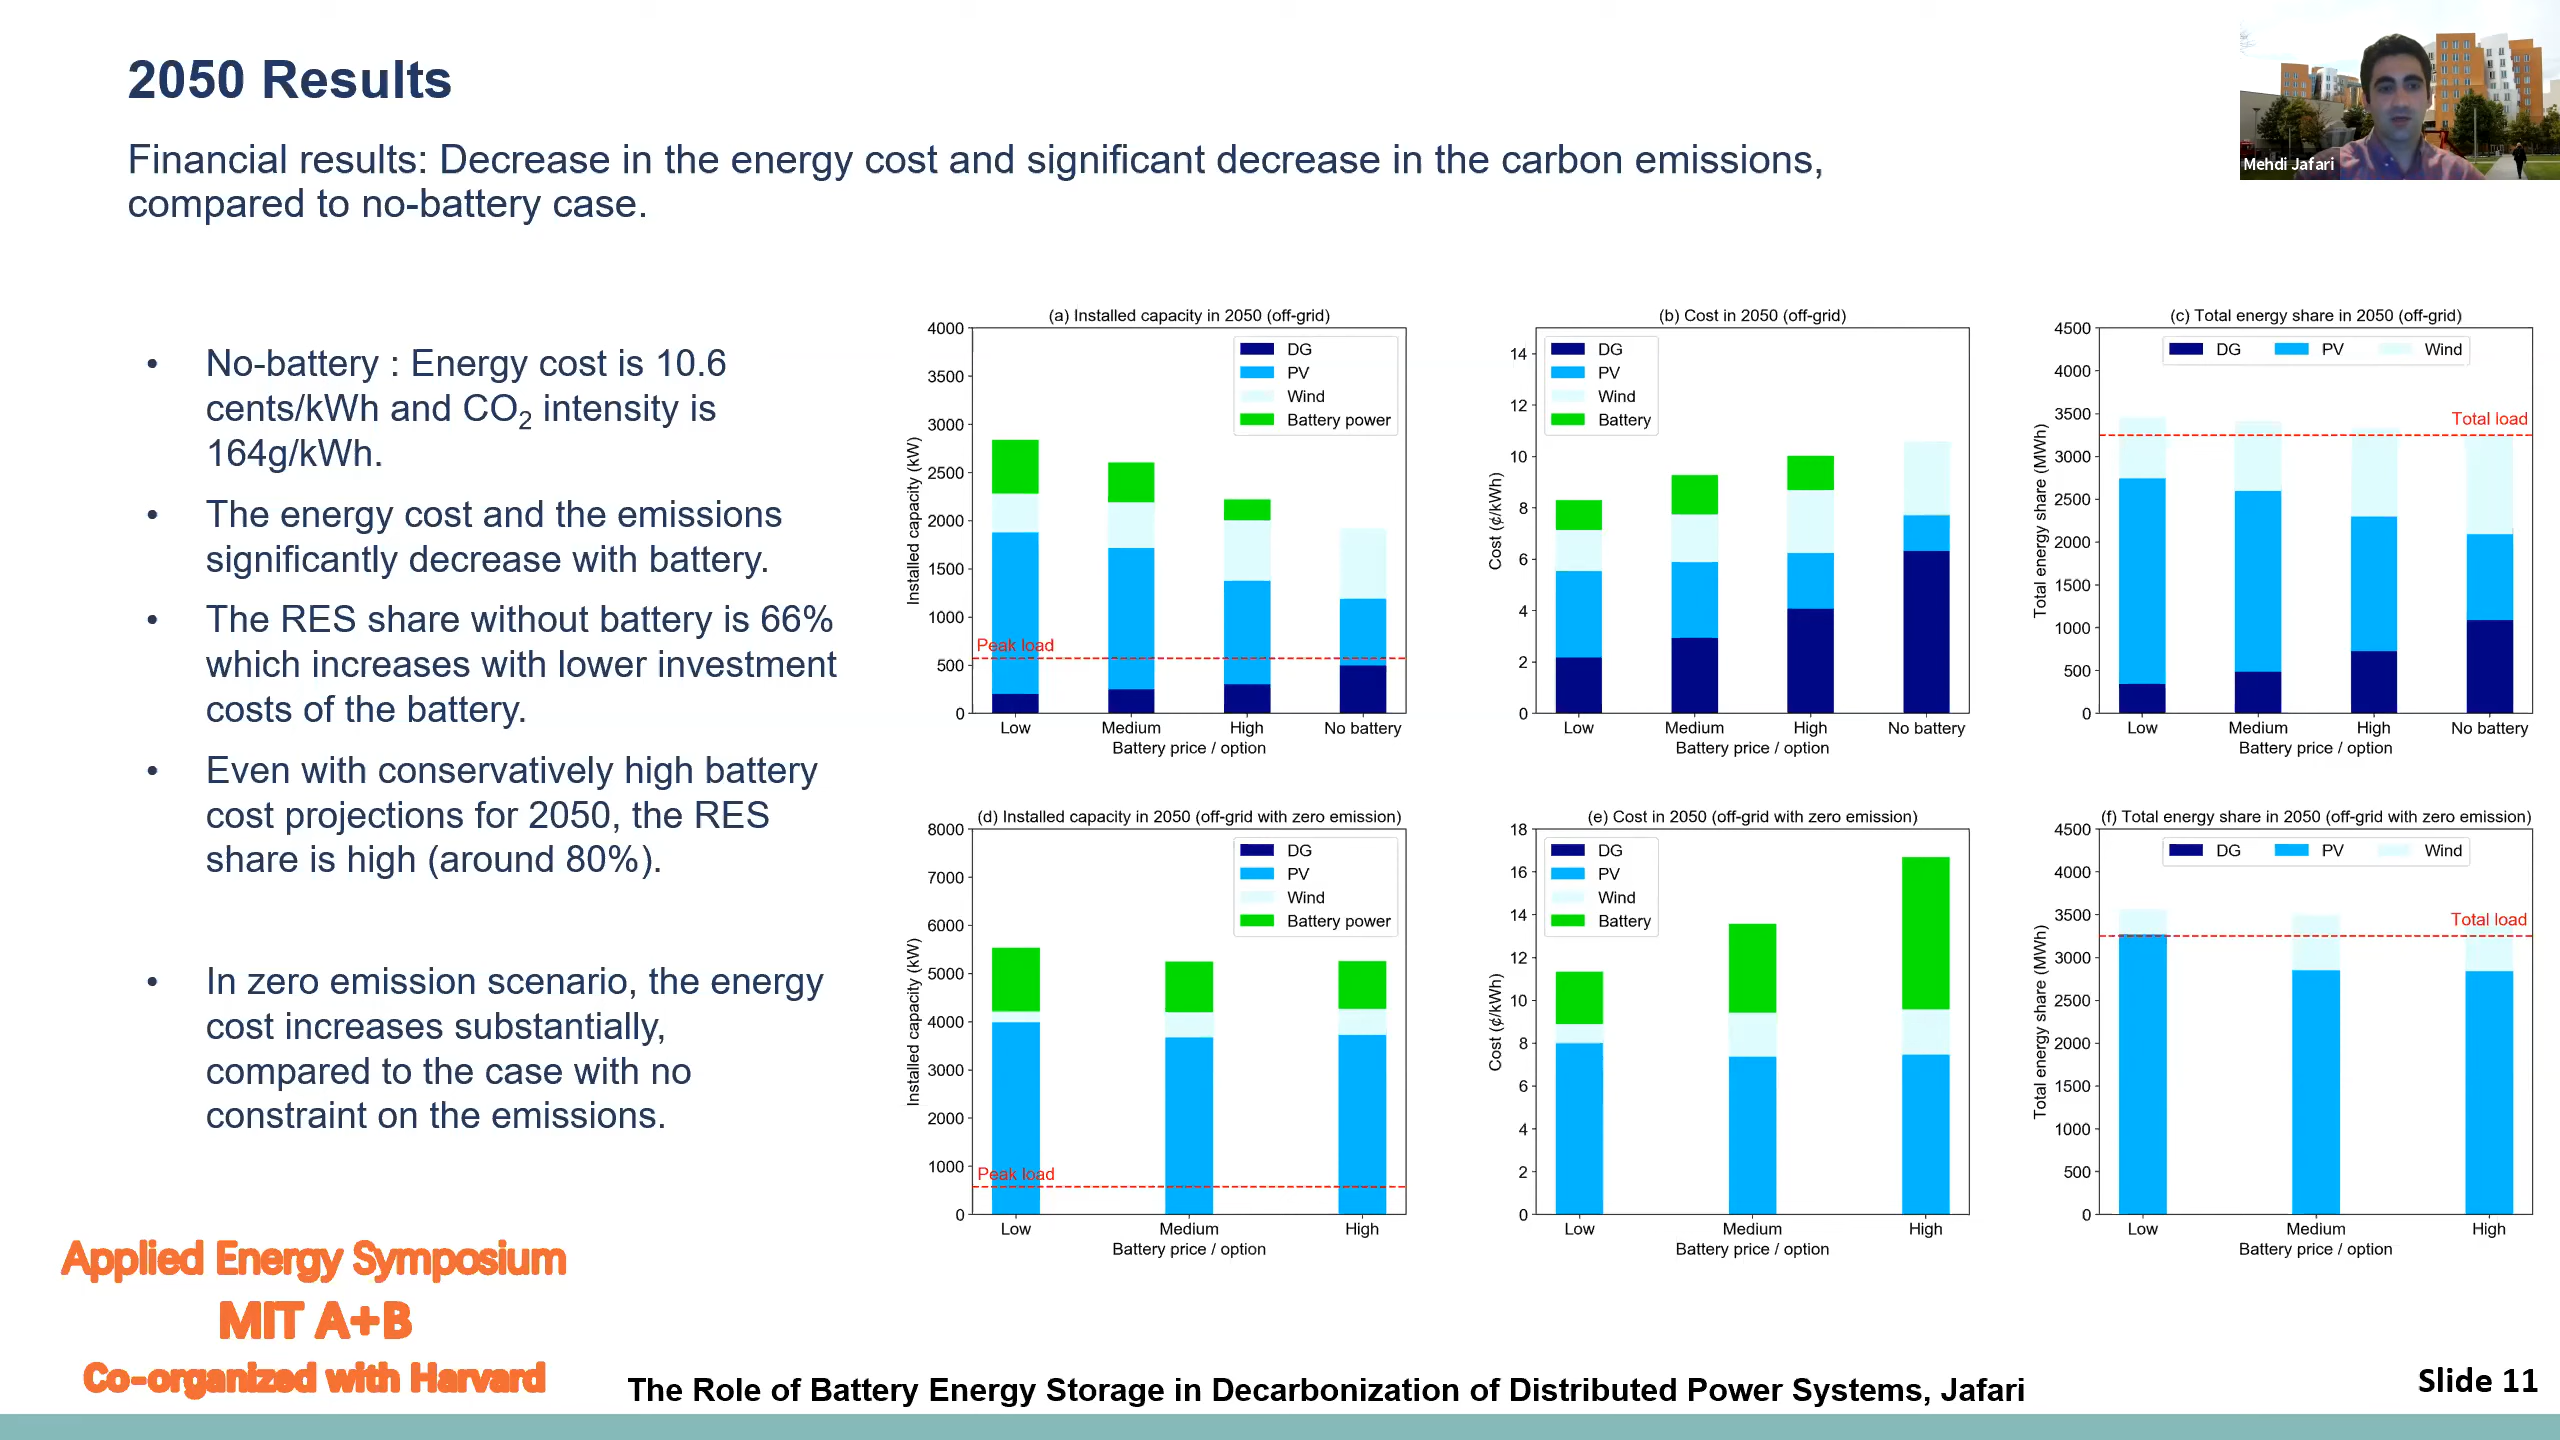 2050 Results
Financial results: Decrease in the energy cost and significant decrease in the carbon emissions,
compared to no-battery case.
Mehdi Jafari
• No-battery : Energy cost is 10.6
cents/kWh and CO2 intensity is
164g/kWh.
• The energy cost and the emissions
significantly decrease with battery.
• The RES share without battery is 66%
which increases with lower investment
costs of the battery.
• Even with conservatively high battery
cost projections for 2050, the RES
share is high (around 80%).
• In zero emission scenario, the energy
cost increases substantially,
compared to the case with no
constraint on the emissions.
(a) Installed capacity in 2050 (off-grid)
Installed capacity (kW)
4000
3500
3000
2500
2000
1500
1000
500
0
DG
PV
Wind
Battery power
Peak load
Low Medium High No battery
Battery price / option
(b) Cost in 2050 (off-grid)
Cost (¢/kWh)
14
12
10
8
6
4
2
0
DG
PV
Wind
Battery
Low Medium High No battery
Battery price / option
(c) Total energy share in 2050 (off-grid)
Total energy share (MWh)
4500
4000
3500
3000
2500
2000
1500
1000
500
0
DG PV Wind
Total load
Low Medium High No battery
Battery price / option
(d) Installed capacity in 2050 (off-grid with zero emission)
Installed capacity (kW)
8000
7000
6000
5000
4000
3000
2000
1000
0
DG
PV
Wind
Battery power
Peak load
Low Medium High
Battery price / option
(e) Cost in 2050 (off-grid with zero emission)
Cost (¢/kWh)
18
16
14
12
10
8
6
4
2
0
DG
PV
Wind
Battery
Low Medium High
Battery price / option
(f) Total energy share in 2050 (off-grid with zero emission)
Total energy share (MWh)
4500
4000
3500
3000
2500
2000
1500
1000
500
0
DG PV Wind
Total load
Low Medium High
Battery price / option
Applied Energy Symposium
MIT A+B
Co-organized with Harvard
The Role of Battery Energy Storage in Decarbonization of Distributed Power Systems, Jafari
Slide 11